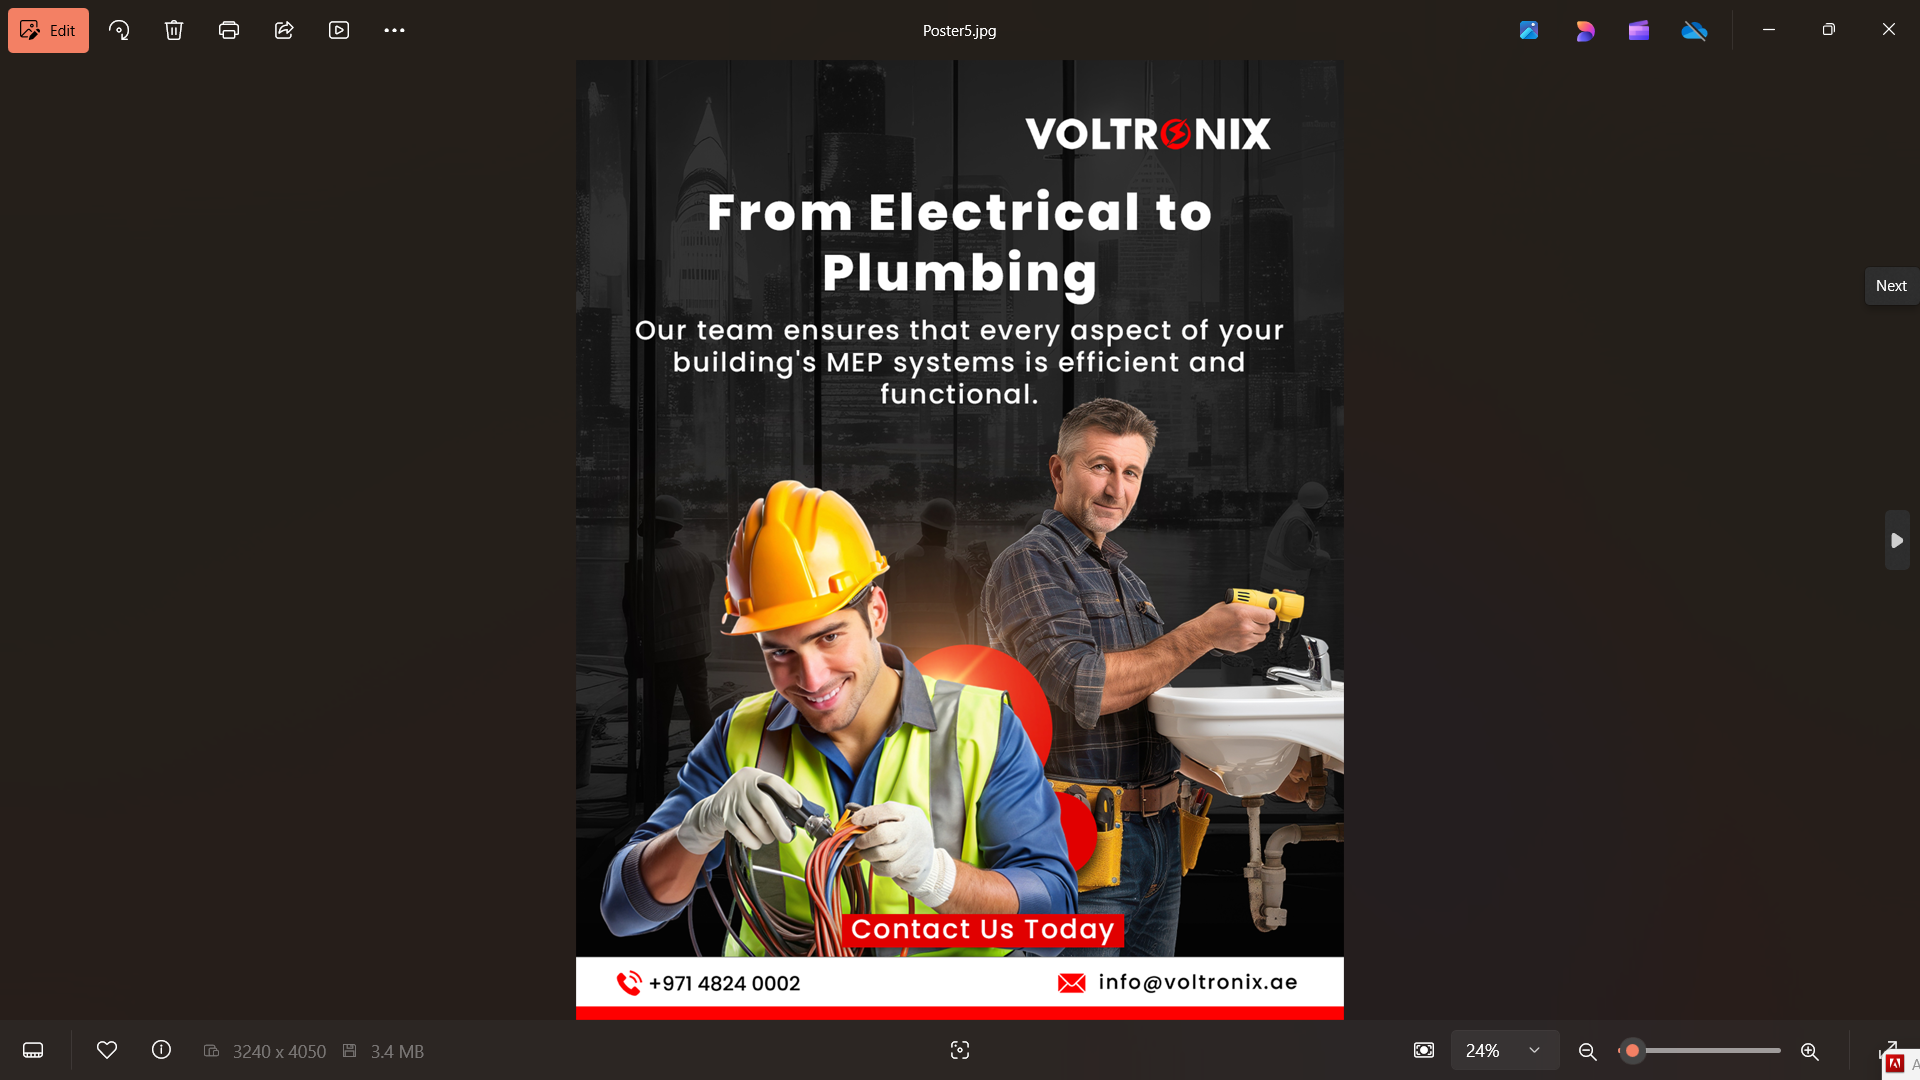 Edit
Poster5.jpg
VOLTRONIX
From Electrical to
Plumbing
Our team ensures that every aspect of your
building's MEP systems is efficient and
functional.
Next
Contact Us Today
+971 4824 0002
info@voltronix.ae
3240 x 4050
3.4 MB
24%
A